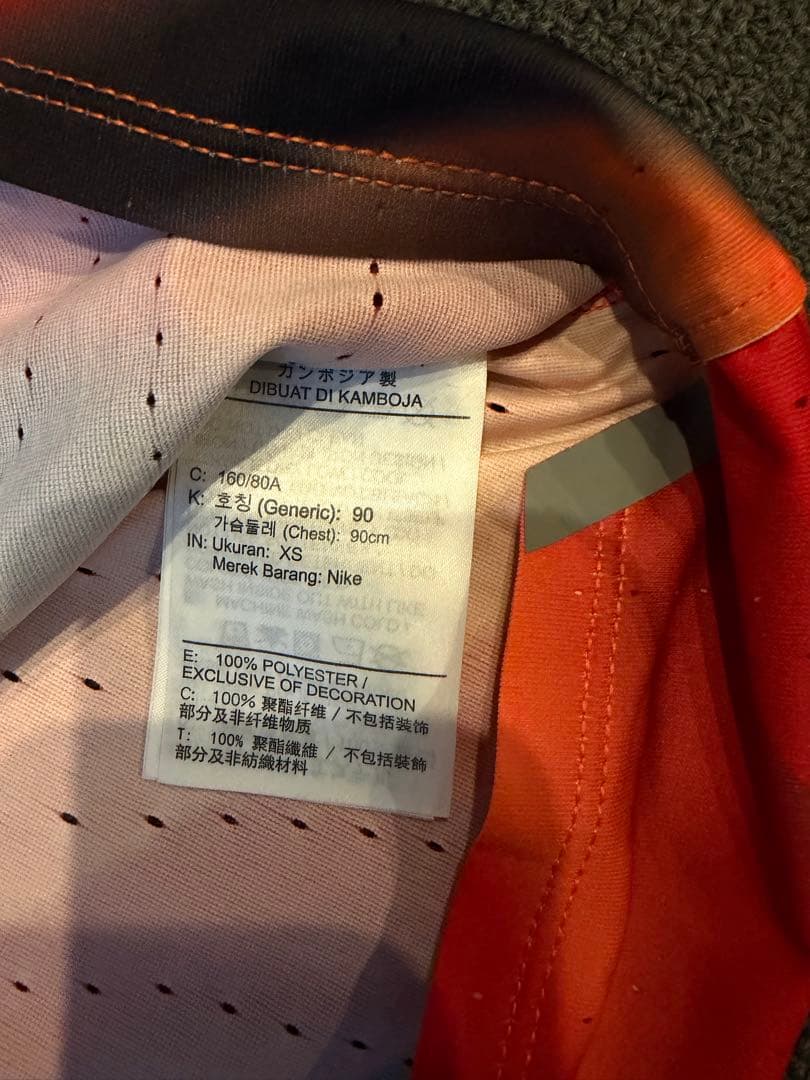 カンボジア製
DIBUAT DI KAMBOJA
C: 160/80A
K: 호칭 (Generic): 90
가슴둘레 (Chest): 90cm
IN: Ukuran: XS
Merek Barang: Nike
E: 100% POLYESTER /
EXCLUSIVE OF DECORATION
C: 100% 聚酯纤维 / 不包括装饰
部分及非纤维物质
T: 100% 聚酯纖維 / 不包括裝飾
部分及非紡織材料